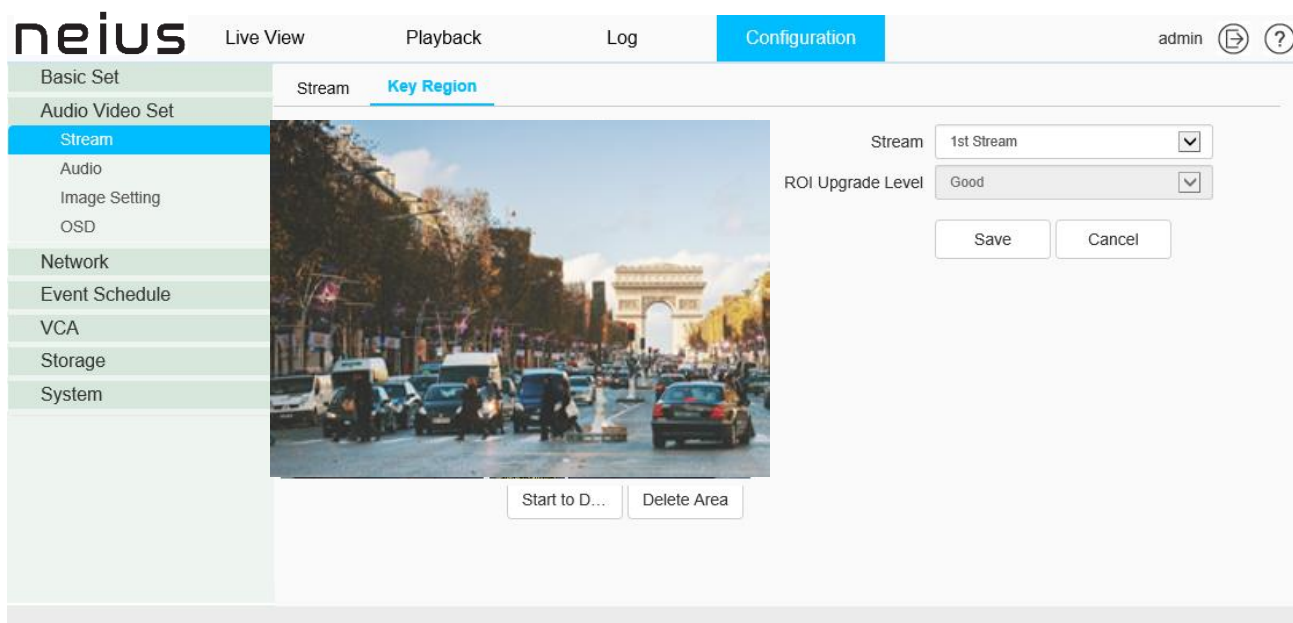 neius
Live View Playback Log Configuration admin ?
Basic Set
Audio Video Set
Stream
Audio
Image Setting
OSD
Network
Event Schedule
VCA
Storage
System
Stream Key Region
Stream 1st Stream
ROI Upgrade Level Good
Save Cancel
Start to D... Delete Area